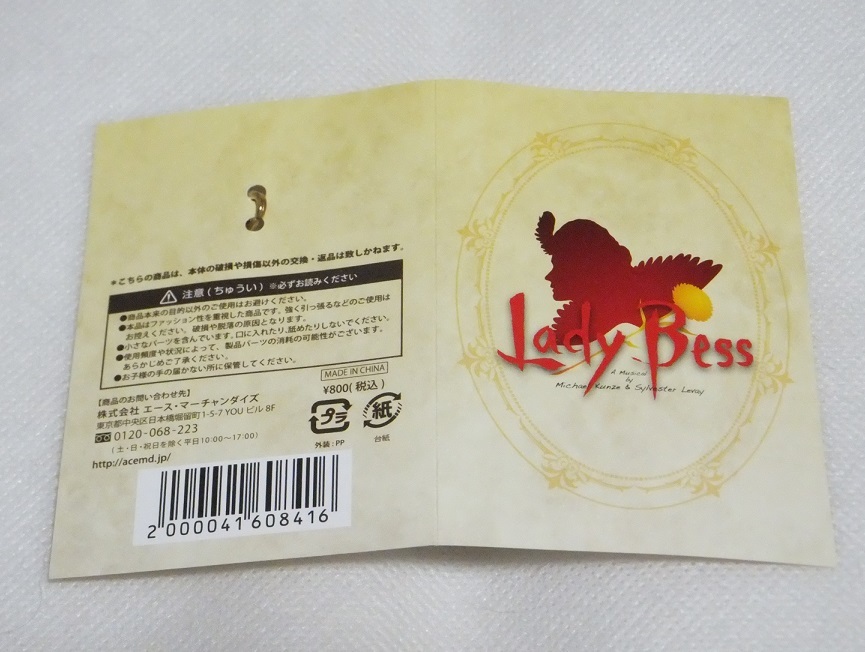 *こちらの商品は、本体の破損や損傷以外の交換・返品は致しかねます。
注意(ちゅうい) ※必ずお読みください
●商品本来の目的以外のご使用はお避けください。
●本品はファッション性を重視した商品です。強く引っ張るなどのご使用は
お控えください。破損や脱落の原因となります。
●小さなパーツを含んでいます。口に入れたり、舐めたりしないでください。
●使用頻度や状況によって、製品パーツの消耗の可能性がございます。
あらかじめご了承ください。
●お子様の手の届かない所に保管してください。
MADE IN CHINA
¥800(税込)
【商品のお問い合わせ先】
株式会社 エース・マーチャンダイズ
東京都中央区日本橋堀留町1-5-7 YOU ビル 8F
0120-068-223
(土・日・祝日を除く平日10:00~17:00)
http://acemd.jp/
プラ
外装:PP
紙
台紙
2 000041 608416
Lady Bess
a Musical
by
Michael Kunze & Sylvester Levay